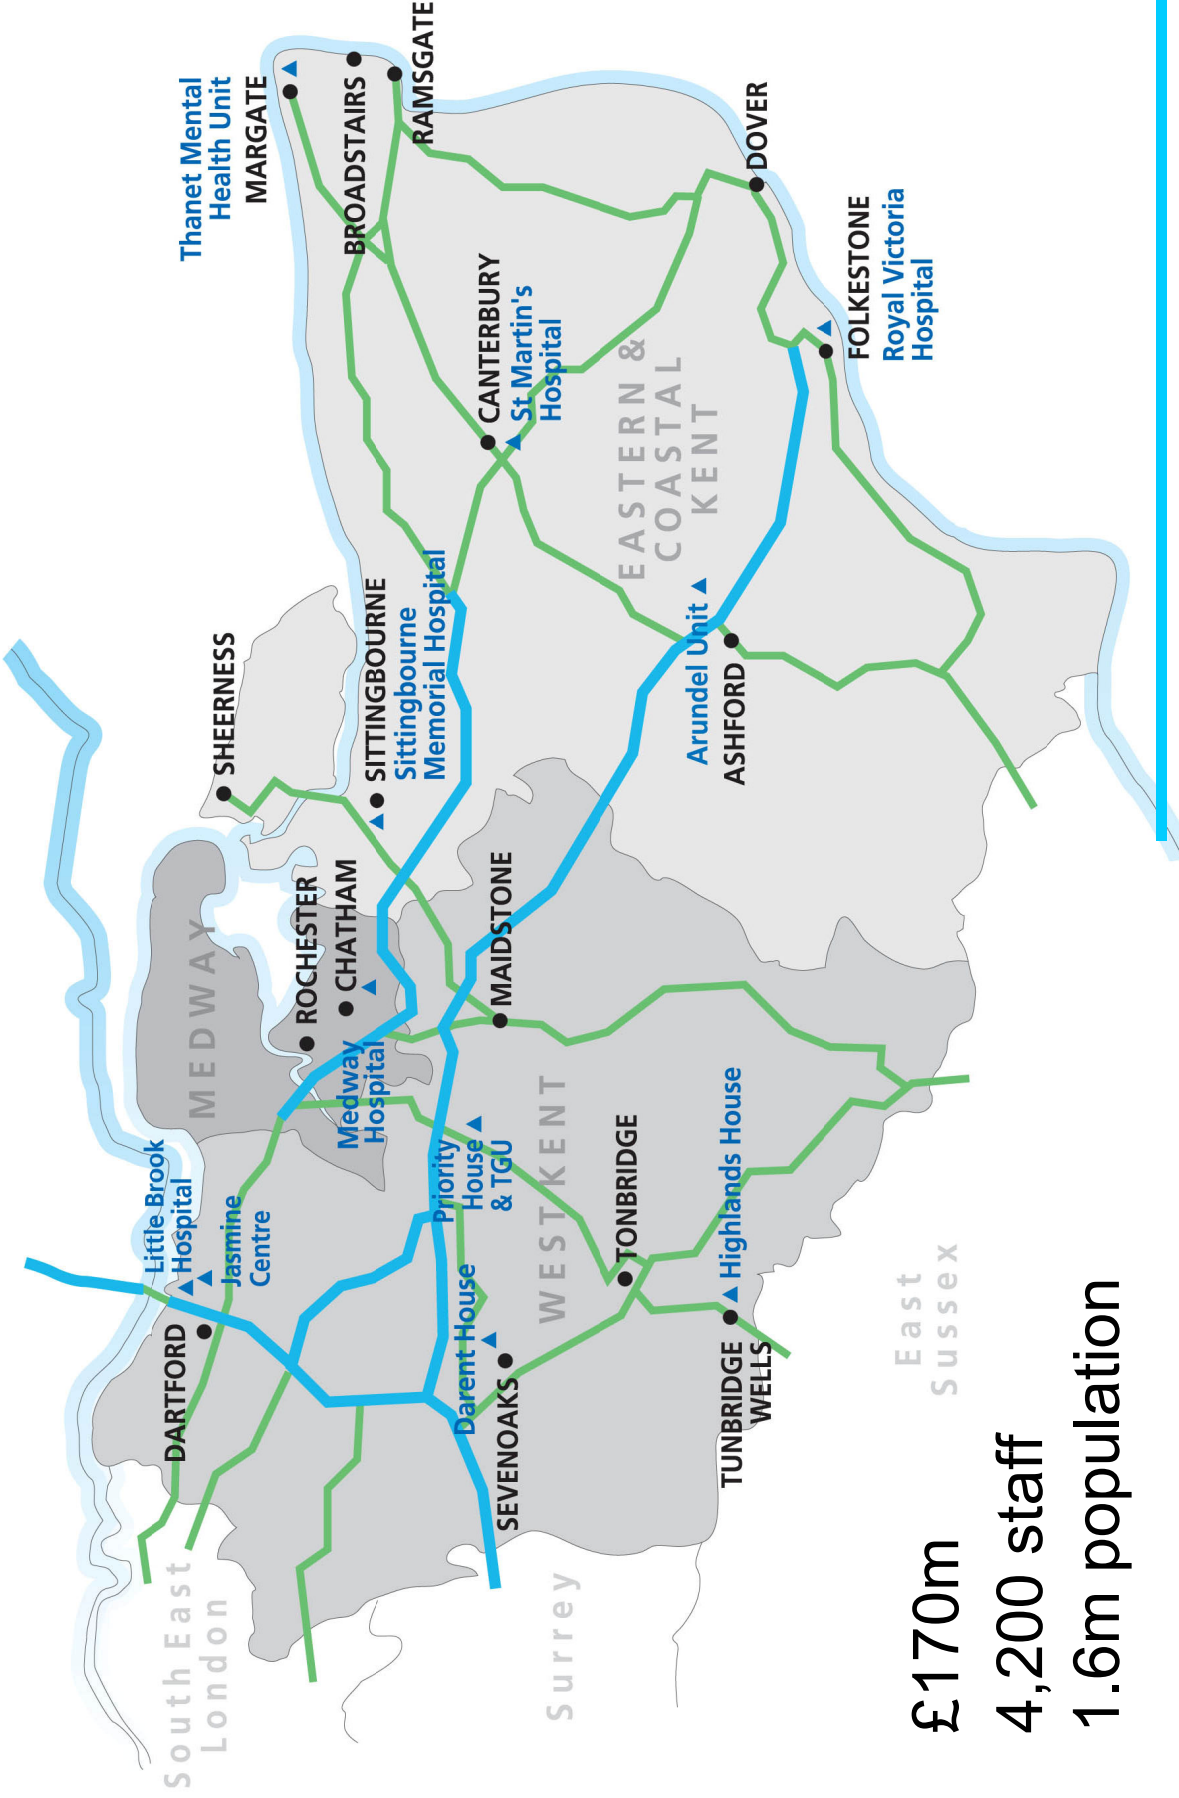 Thanet Mental
Health Unit
MARGATE
BROADSTAIRS
RAMSGATE
SHEERNESS
MEDWAY
ROCHESTER
CHATHAM
Medway
Hospital
SITTINGBOURNE
Sittingbourne
Memorial Hospital
CANTERBURY
St Martin's
Hospital
DOVER
FOLKESTONE
Royal Victoria
Hospital
EASTERN &
COASTAL
KENT
Arundel Unit
ASHFORD
MAIDSTONE
Priority
House
& TGU
WEST KENT
Little Brook
Hospital
Jasmine
Centre
DARTFORD
Darent House
SEVENOAKS
TONBRIDGE
Highlands House
TUNBRIDGE
WELLS
South East
London
Surrey
East
Sussex
£170m
4,200 staff
1.6m population